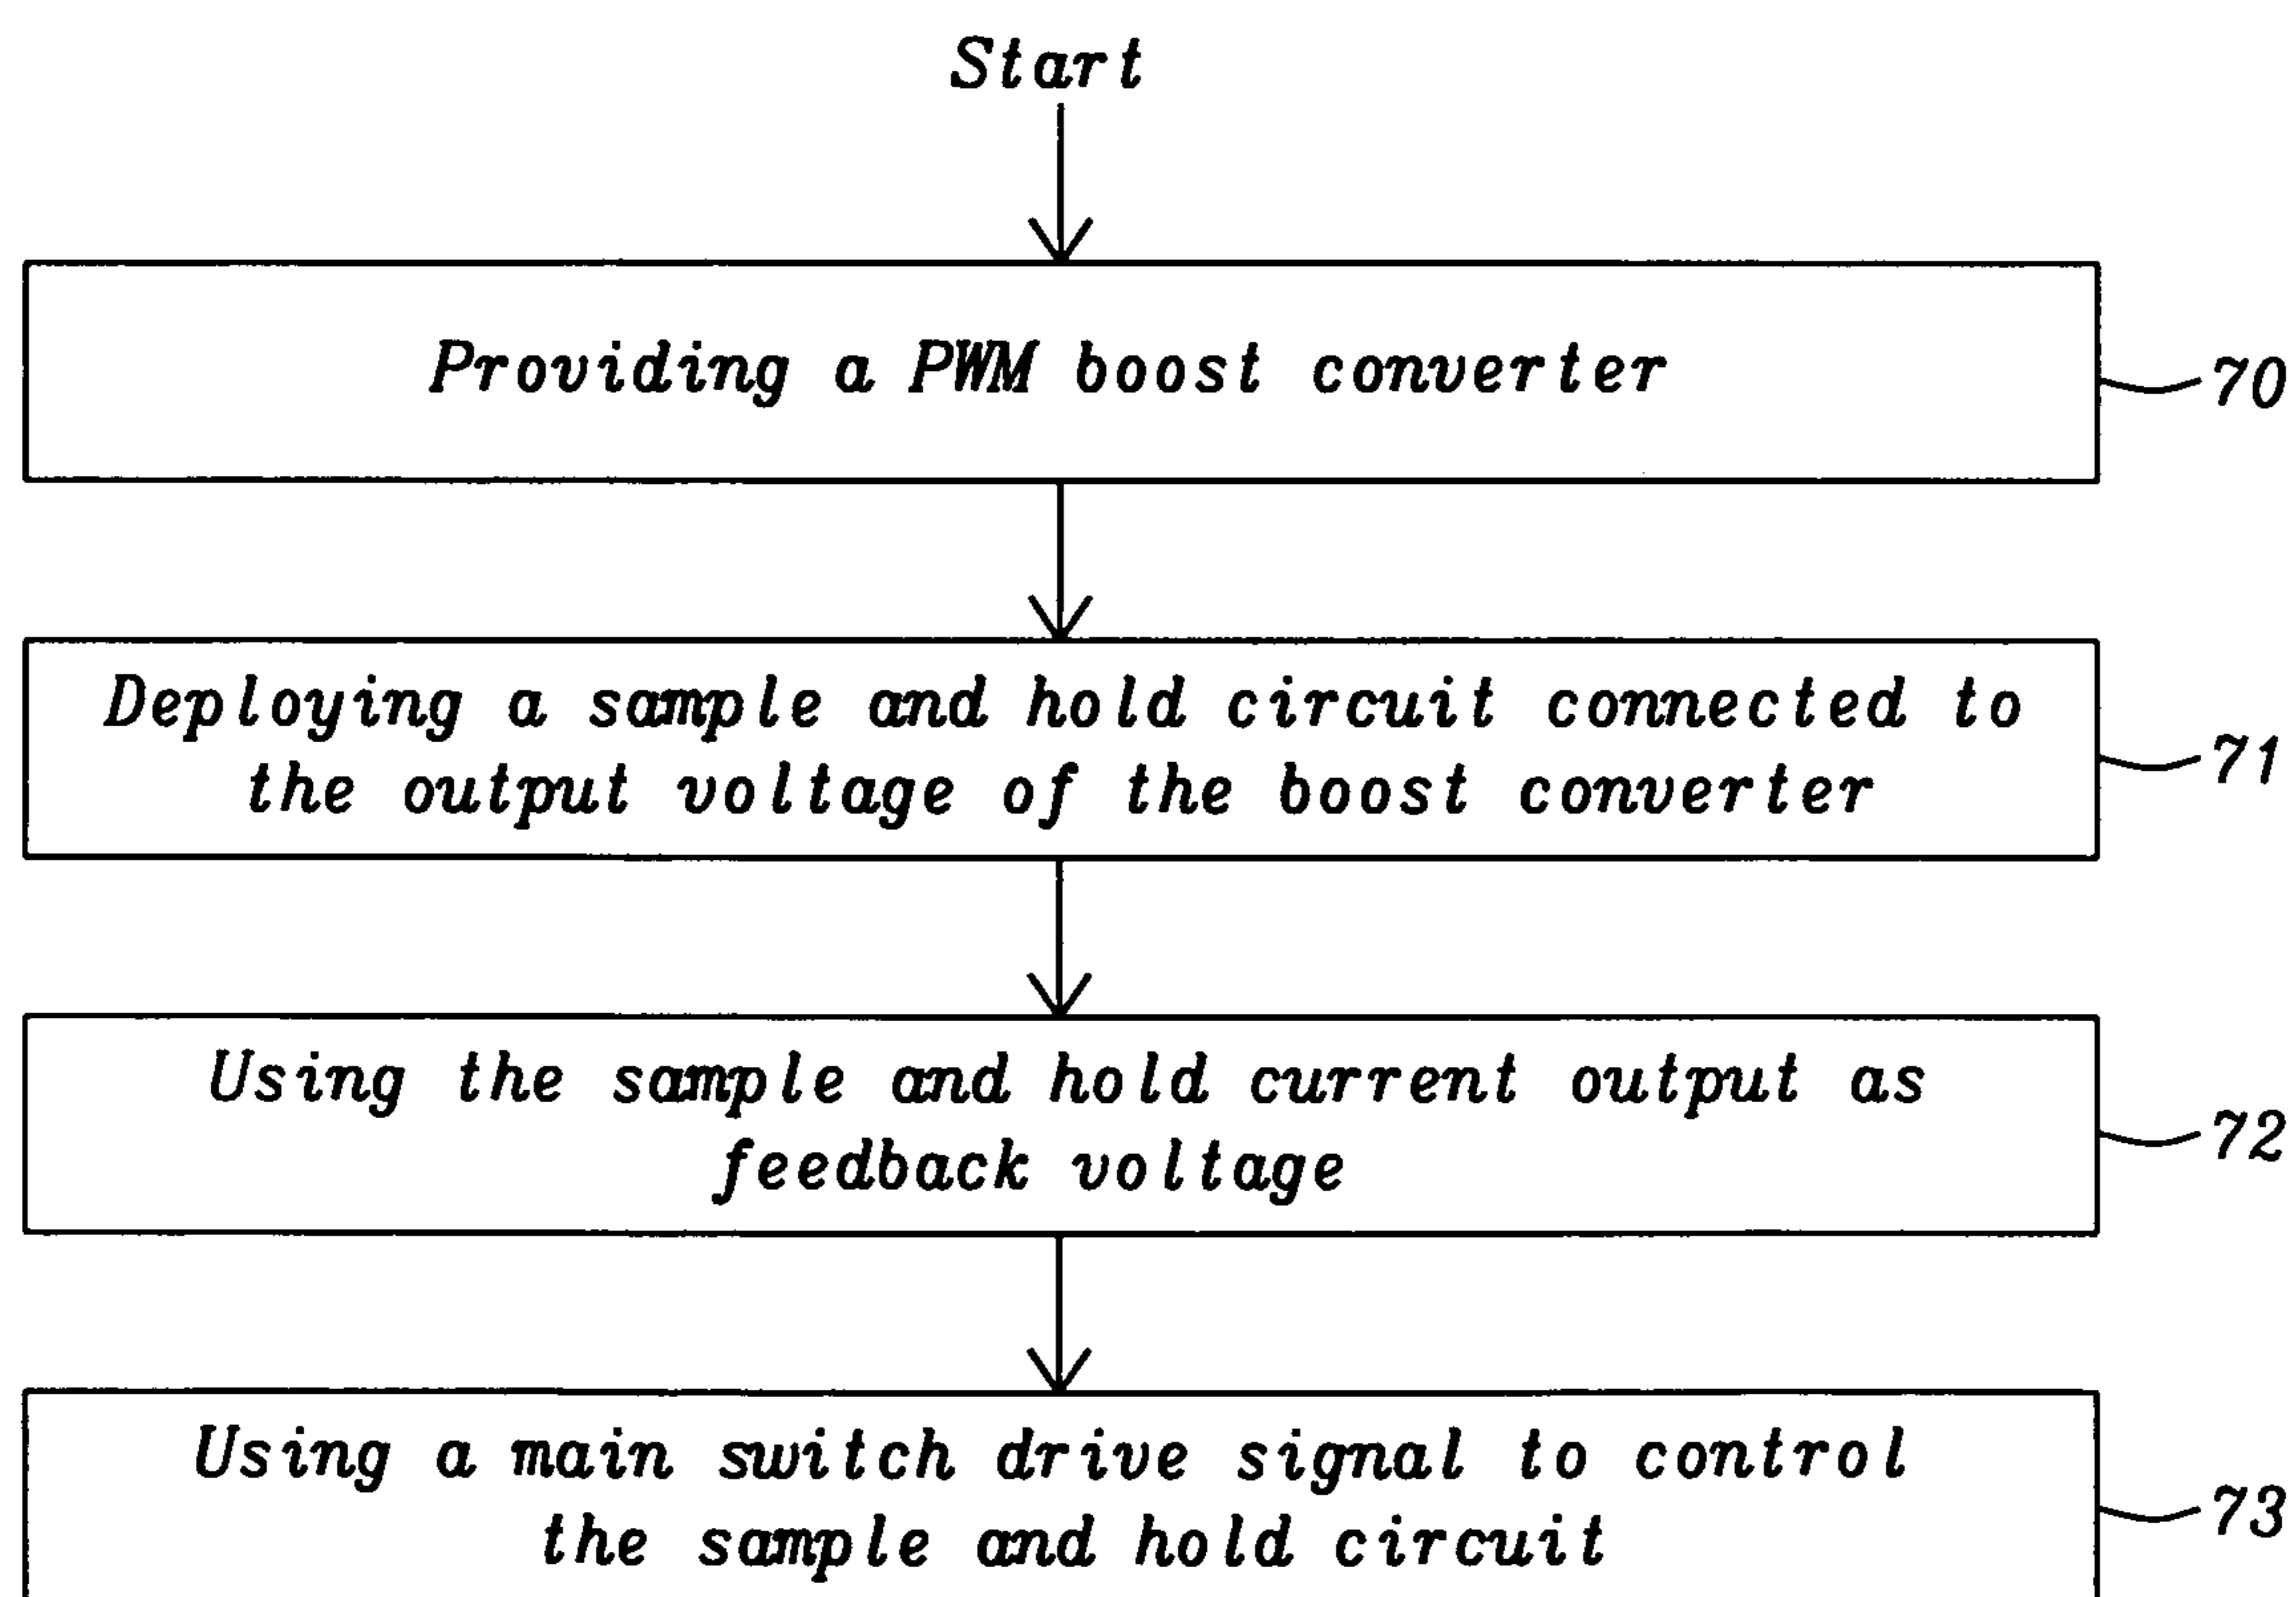 Start
Providing a PWM boost converter
70
Deploying a sample and hold circuit connected to
the output voltage of the boost converter
71
Using the sample and hold current output as
feedback voltage
72
Using a main switch drive signal to control
the sample and hold circuit
73